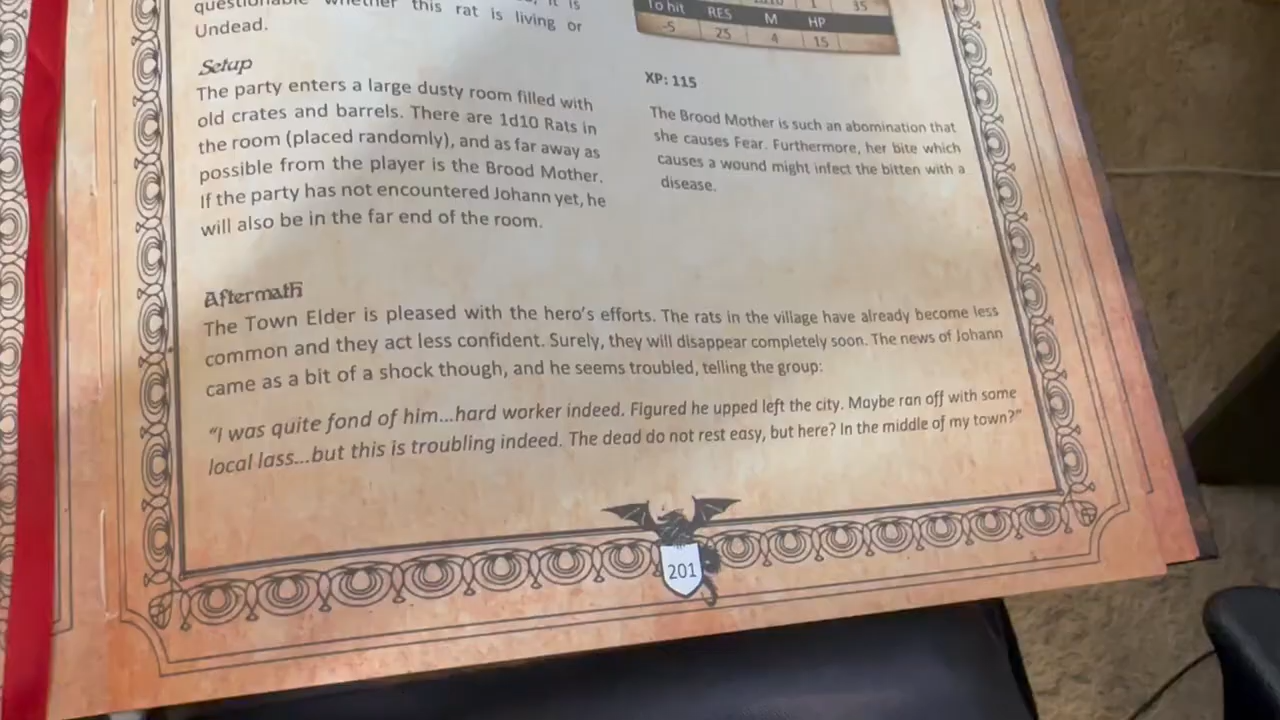 questionable whether this rat is living or
Undead.
Setup
The party enters a large dusty room filled with
old crates and barrels. There are 1d10 Rats in
the room (placed randomly), and as far away as
possible from the player is the Brood Mother.
If the party has not encountered Johann yet, he
will also be in the far end of the room.
1 35
To hit RES M HP
-5 25 4 15
XP: 115
The Brood Mother is such an abomination that
she causes Fear. Furthermore, her bite which
causes a wound might infect the bitten with a
disease.
Aftermath
The Town Elder is pleased with the hero's efforts. The rats in the village have already become less
common and they act less confident. Surely, they will disappear completely soon. The news of Johann
came as a bit of a shock though, and he seems troubled, telling the group:
"I was quite fond of him...hard worker indeed. Figured he upped left the city. Maybe ran off with some
local lass...but this is troubling indeed. The dead do not rest easy, but here? In the middle of my town?"
201